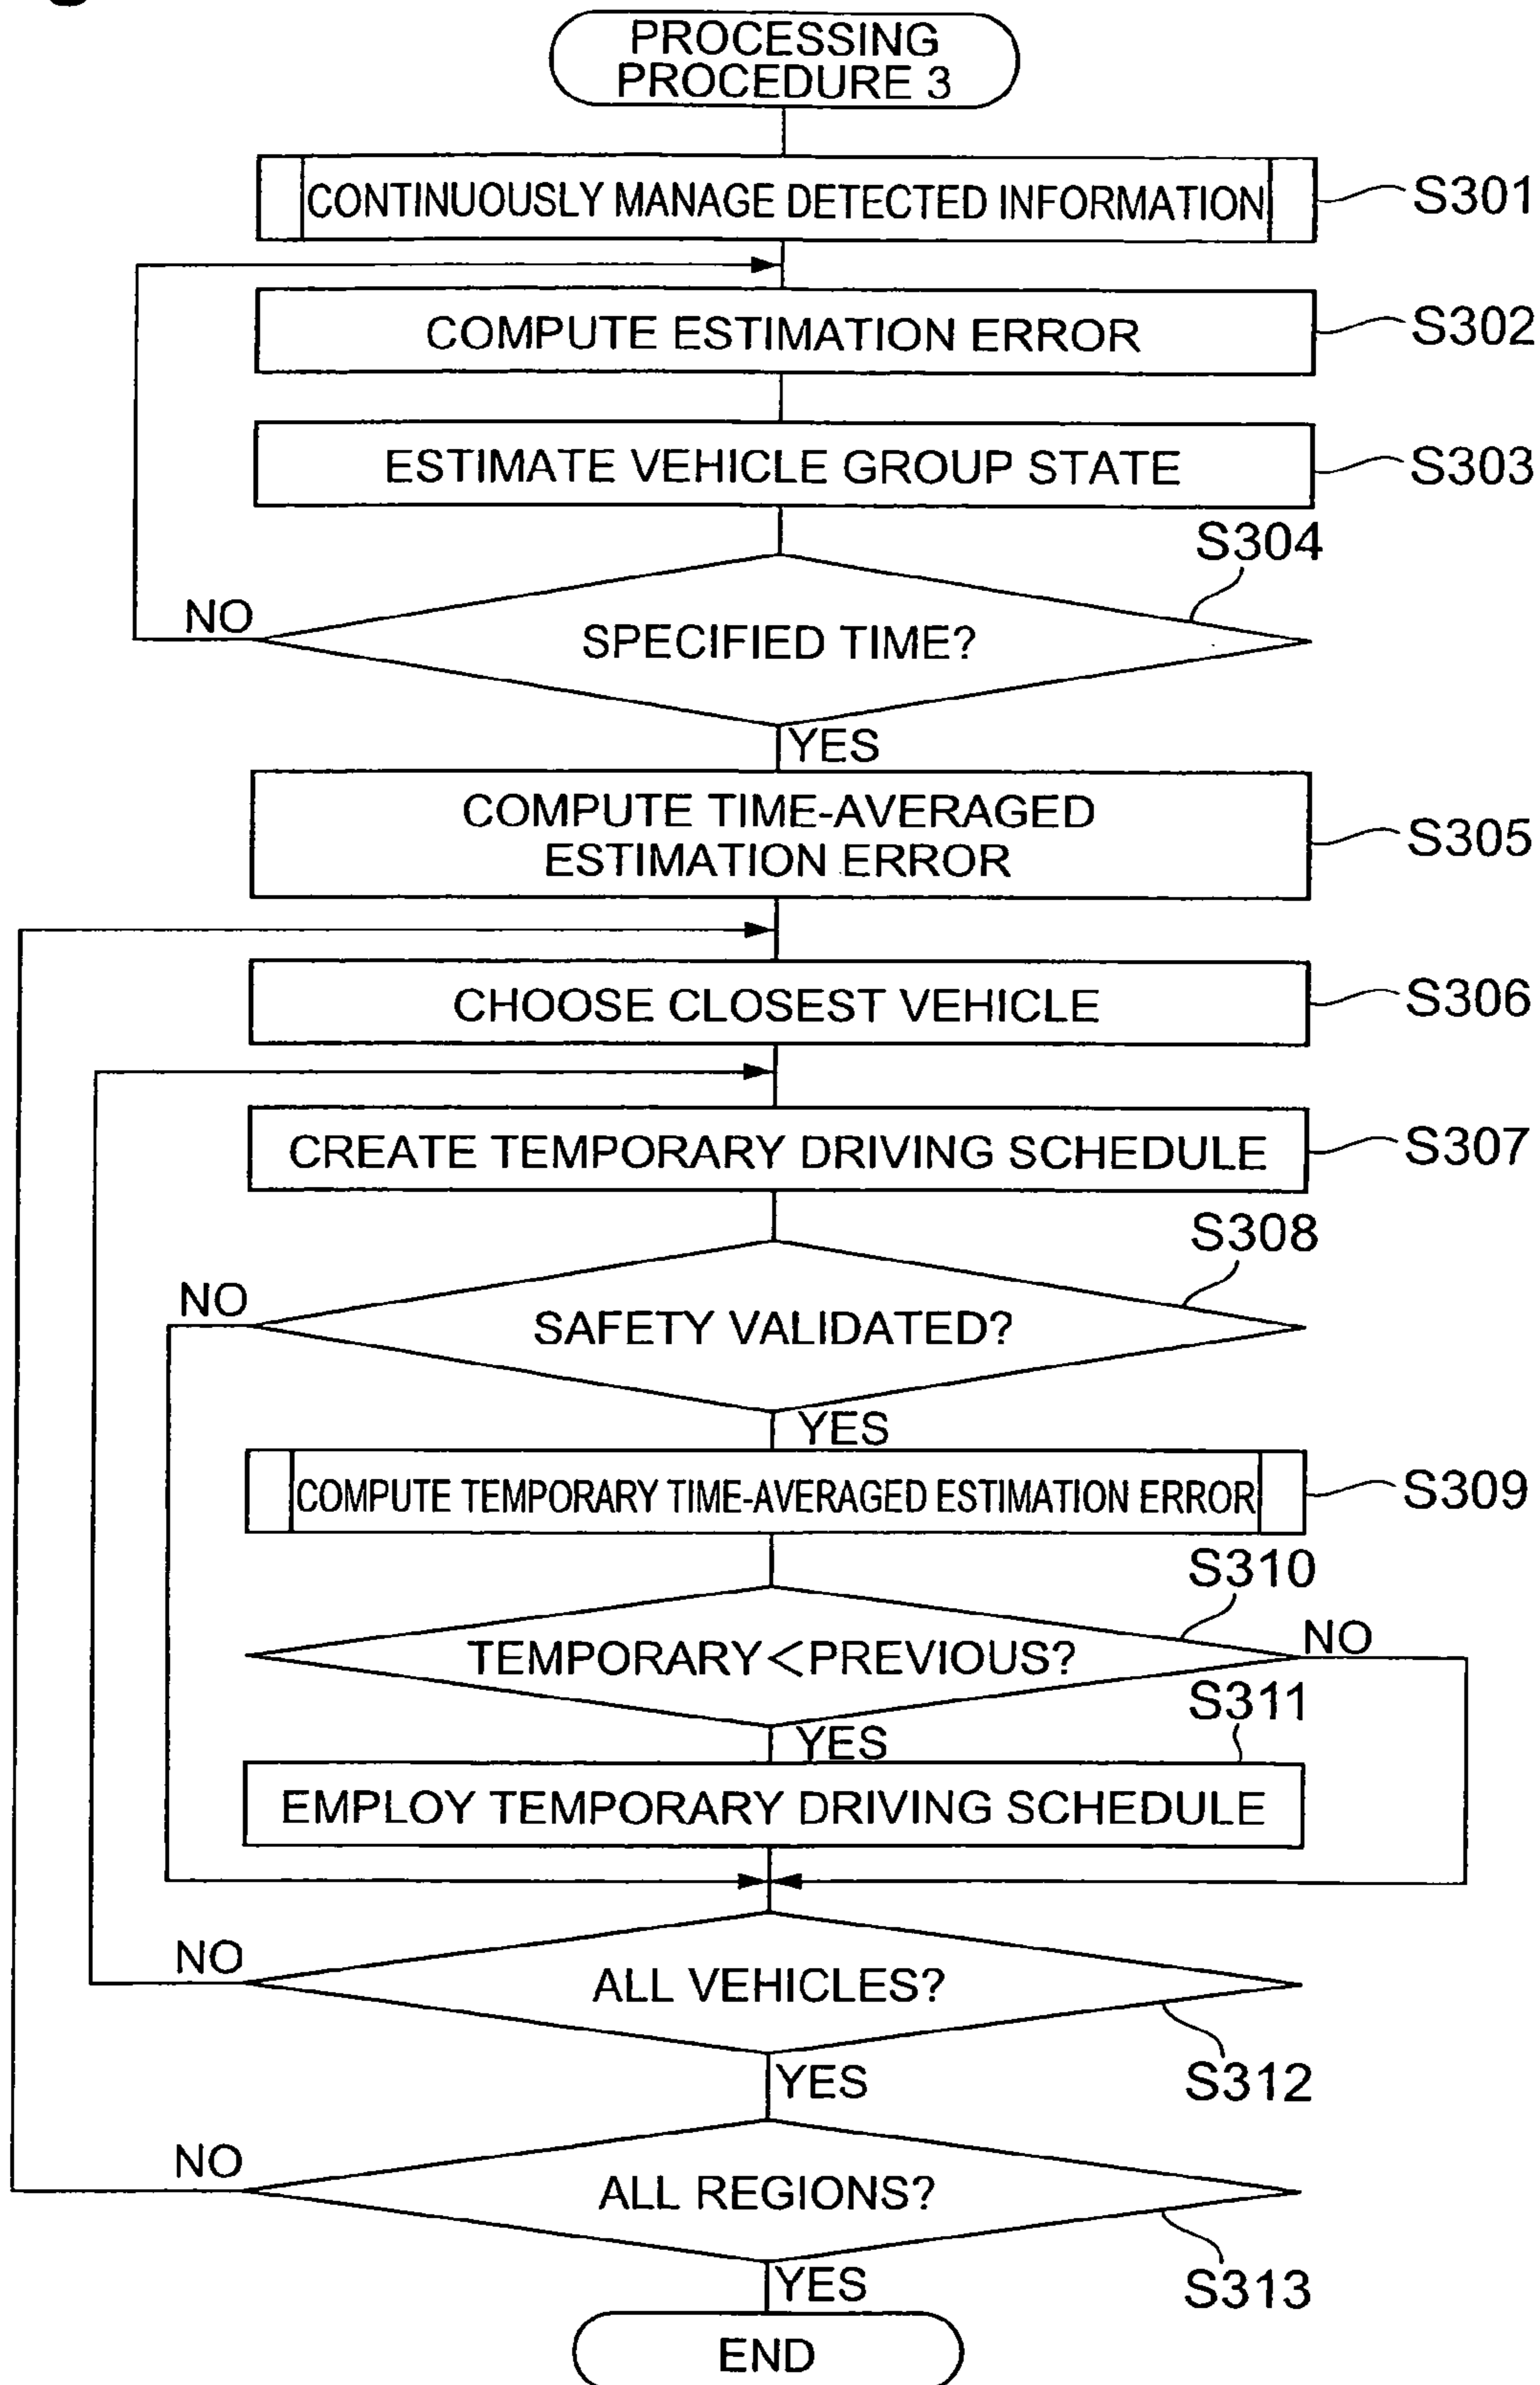 PROCESSING
PROCEDURE 3
CONTINUOUSLY MANAGE DETECTED INFORMATION
S301
COMPUTE ESTIMATION ERROR
S302
ESTIMATE VEHICLE GROUP STATE
S303
S304
NO
SPECIFIED TIME?
YES
COMPUTE TIME-AVERAGED
ESTIMATION ERROR
S305
CHOOSE CLOSEST VEHICLE
S306
CREATE TEMPORARY DRIVING SCHEDULE
S307
S308
NO
SAFETY VALIDATED?
YES
COMPUTE TEMPORARY TIME-AVERAGED ESTIMATION ERROR
S309
S310
TEMPORARY<PREVIOUS?
NO
S311
YES
EMPLOY TEMPORARY DRIVING SCHEDULE
NO
ALL VEHICLES?
YES
S312
NO
ALL REGIONS?
YES
S313
END